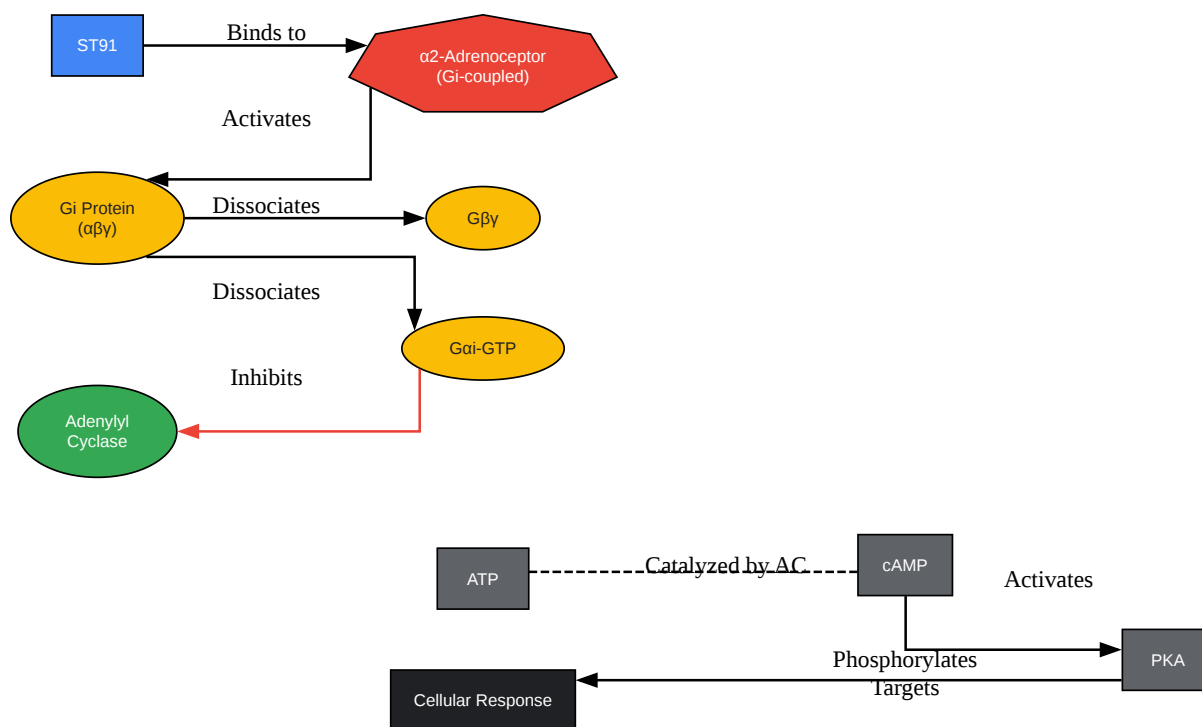 ST91
Binds to
α2-Adrenoceptor
(Gi-coupled)
Activates
Gi Protein
(αβγ)
Dissociates
Gβγ
Dissociates
Gαi-GTP
Inhibits
Adenylyl
Cyclase
ATP
Catalyzed by AC
cAMP
Activates
PKA
Phosphorylates
Targets
Cellular Response